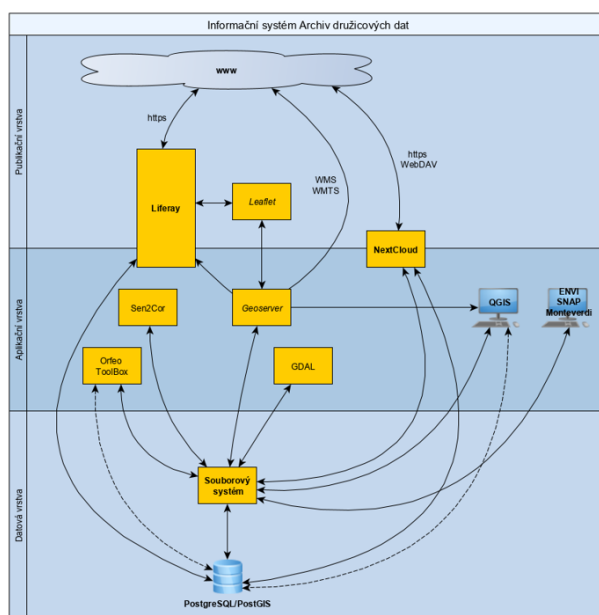 Informační systém Archiv družicových dat
Publikační vrstva
www
https
https
WebDAV
WMS
WMTS
Liferay
Leaflet
NextCloud
Aplikační vrstva
Sen2Cor
Geoserver
QGIS
ENVI
SNAP
Monteverdi
Orfeo
ToolBox
GDAL
Datová vrstva
Souborový
systém
PostgreSQL/PostGIS